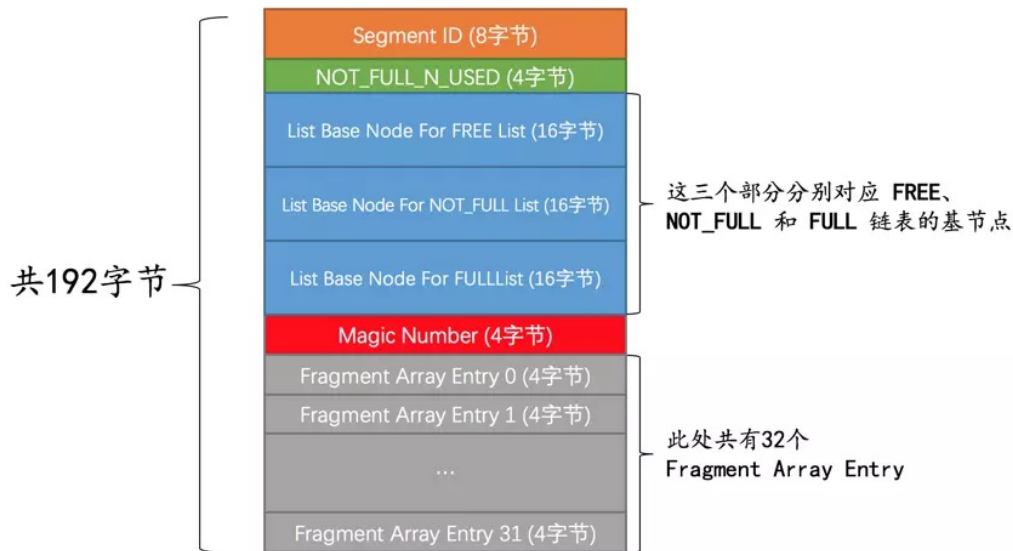 Segment ID (8字节)
NOT_FULL_N_USED (4字节)
List Base Node For FREE List (16字节)
List Base Node For NOT_FULL List (16字节)
List Base Node For FULLList (16字节)
这三个部分分别对应 FREE、
NOT_FULL 和 FULL 链表的基节点
共192字节
Magic Number (4字节)
Fragment Array Entry 0 (4字节)
Fragment Array Entry 1 (4字节)
...
Fragment Array Entry 31 (4字节)
此处共有32个
Fragment Array Entry